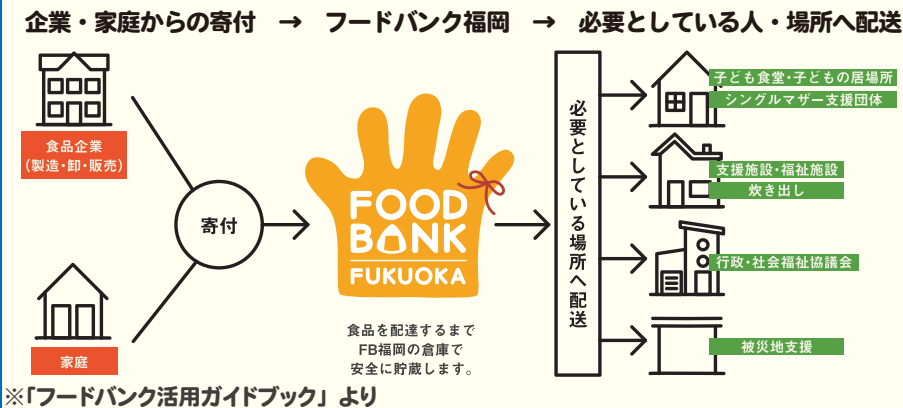 企業・家庭からの寄付 → フードバンク福岡 → 必要としている人・場所へ配送
食品企業
（製造・卸・販売）
家庭
寄付
FOOD
BANK
FUKUOKA
食品を配達するまで
FB福岡の倉庫で
安全に貯蔵します。
必要としている場所へ配送
子ども食堂・子どもの居場所
シングルマザー支援団体
支援施設・福祉施設
炊き出し
行政・社会福祉協議会
被災地支援
※「フードバンク活用ガイドブック」より